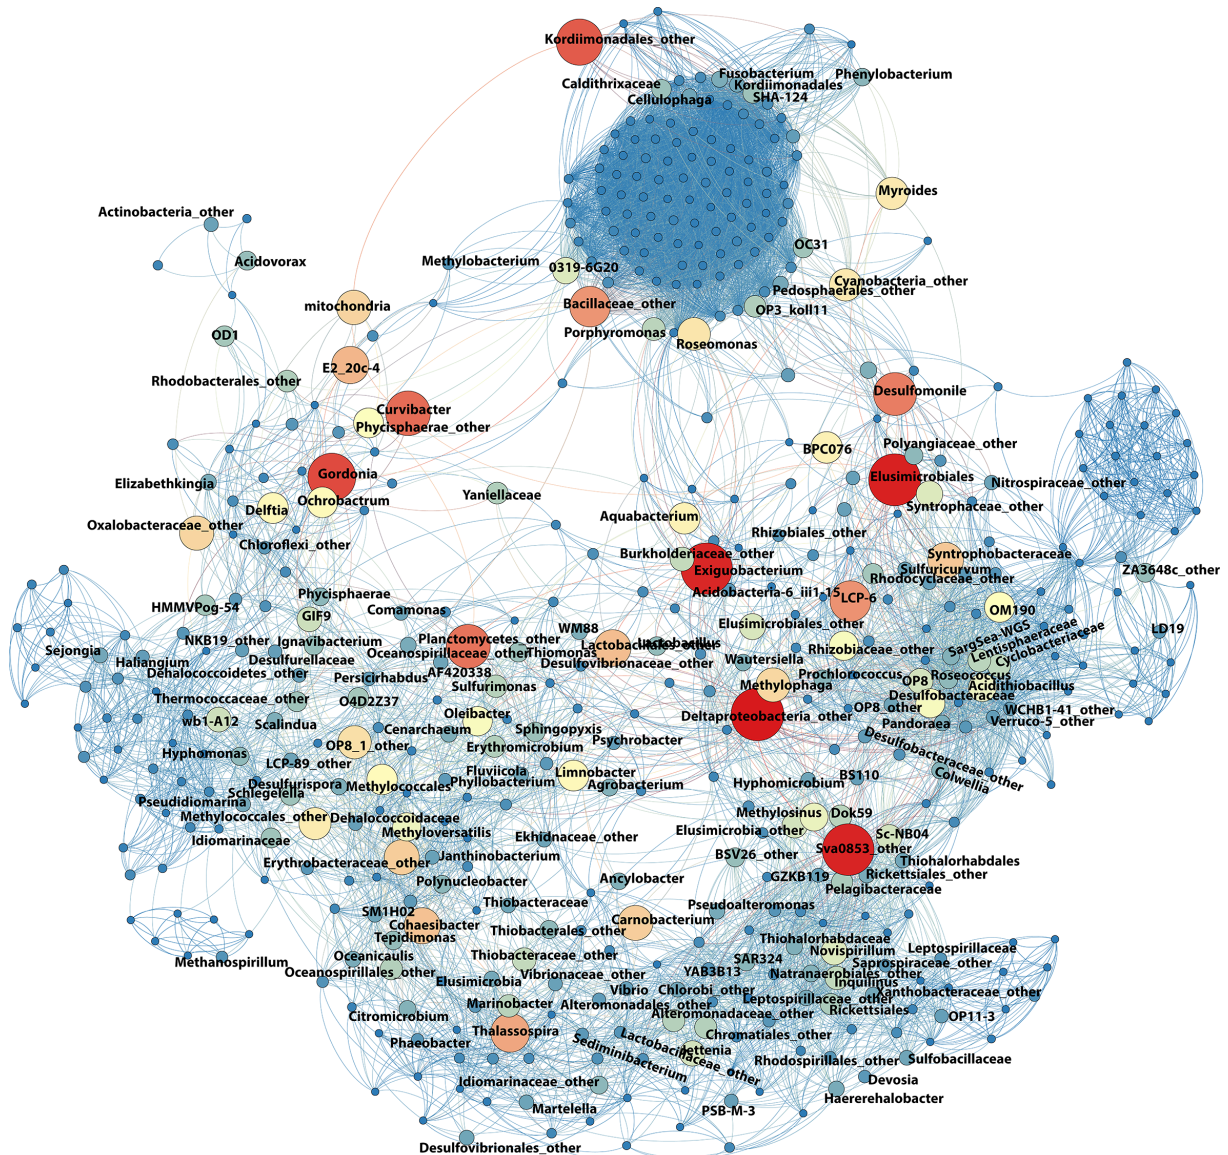 Kordiimonadales_other
Fusobacterium
Phenylobacterium
Caldithrixaceae
Kordiimonadales
Cellulophaga
SHA-124
Myroides
Actinobacteria_other
OC31
Acidovorax
Methylobacterium
0319-6G20
Cyanobacteria_other
Pedosphaerales_other
mitochondria
Bacillaceae_other
OP3_koll11
OD1
Porphyromonas
Roseomonas
E2_20c-4
Rhodobacterales_other
Desulfomonile
Curvibacter
Phycisphaerae_other
Polyangiaceae_other
BPC076
Gordonia
Elusimicrobiales
Elizabethkingia
Nitrospiraceae_other
Yaniellaceae
Ochrobactrum
Syntrophaceae_other
Delftia
Aquabacterium
Oxalobacteraceae_other
Rhizobiales_other
Chloroflexi_other
Burkholderiaceae_other
Syntrophobacteraceae
Exiguobacterium
Sulfuricurvum
ZA3648c_other
Rhodocyclaceae_other
Phycisphaerae
Acidobacteria-6_iii1-15
LCP-6
HMMVPog-54
Comamonas
OM190
GIF9
Elusimicrobiales_other
WM88
SargSea-WGS
LD19
NKB19_other
Ignavibacterium
Planctomycetes_other
Lactobacillus
Lactobacillales_other
Lentisphaeraceae
Sejongia
Oceanospirillaceae_other
Thiomonas
Rhizobiaceae_other
Cyclobacteriaceae
Haliangium
Desulfurellaceae
Desulfovibrionaceae_other
Wautersiella
Dehalococcoidetes_other
AF420338
Persicirhabdus
Prochlorococcus
OP8
Roseococcus
Sulfurimonas
Methylophaga
Acidithiobacillus
Thermococcaceae_other
O4D2Z37
Desulfobacteraceae
OP8_other
WCHB1-41_other
wb1-A12
Scalindua
Oleibacter
Deltaproteobacteria_other
Pandoraea
Verruco-5_other
Cenarchaeum
Sphingopyxis
OP8_1_other
Erythromicrobium
Psychrobacter
Hyphomonas
Desulfobacteraceae_other
LCP-89_other
Fluviicola
Limnobacter
BS110
Colwellia
Desulfurispora
Methylococcales
Phyllobacterium
Agrobacterium
Hyphomicrobium
Schlegelella
Pseudidiomarina
Methylococcales_other
Dehalococcoidaceae
Methylosinus
Dok59
Methyloversatilis
Elusimicrobia_other
Sc-NB04
Idiomarinaceae
Ekhidnaceae_other
Sva0853_other
Erythrobacteraceae_other
Janthinobacterium
BSV26_other
Thiohalorhabdales
GZKB119
Rickettsiales_other
Polynucleobacter
Ancylobacter
Pelagibacteraceae
Thiobacteraceae
Pseudoalteromonas
SM1H02
Cohaesibacter
Carnobacterium
Thiobacterales_other
Tepidimonas
Thiohalorhabdaceae
Novispirillum
Leptospirillaceae
Methanospirillum
Oceanicaulis
Thiobacteraceae_other
SAR324
Saprospiraceae_other
Oceanospirillales_other
YAB3B13
Natranaerobiales_other
Elusimicrobia
Vibrionaceae_other
Inquilinus
Vibrio
Chlorobi_other
Xanthobacteraceae_other
Leptospirillaceae_other
Marinobacter
Alteromonadales_other
Rickettsiales
Citromicrobium
Alteromonadaceae_other
OP11-3
Thalassospira
Chromatiales_other
Phaeobacter
Sediminibacterium
Lactobacillaceae_other
Jettenia
Rhodospirillales_other
Sulfobacillaceae
Idiomarinaceae_other
Devosia
Haererehalobacter
Martelella
PSB-M-3
Desulfovibrionales_other